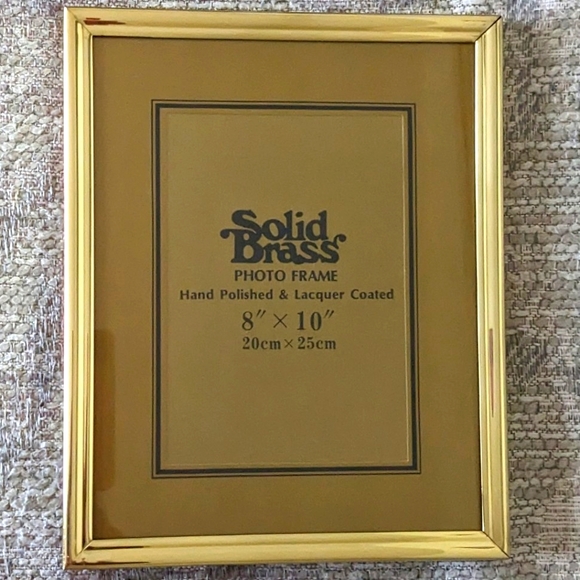 Solid
Brass
PHOTO FRAME
Hand Polished & Lacquer Coated
8″ × 10″
20cm × 25cm